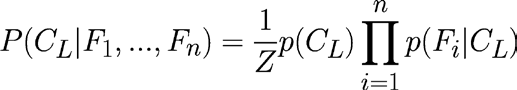 P(C_L|F_1, ..., F_n) = \frac{1}{Z} p(C_L) \prod_{i=1}^{n} p(F_i|C_L)